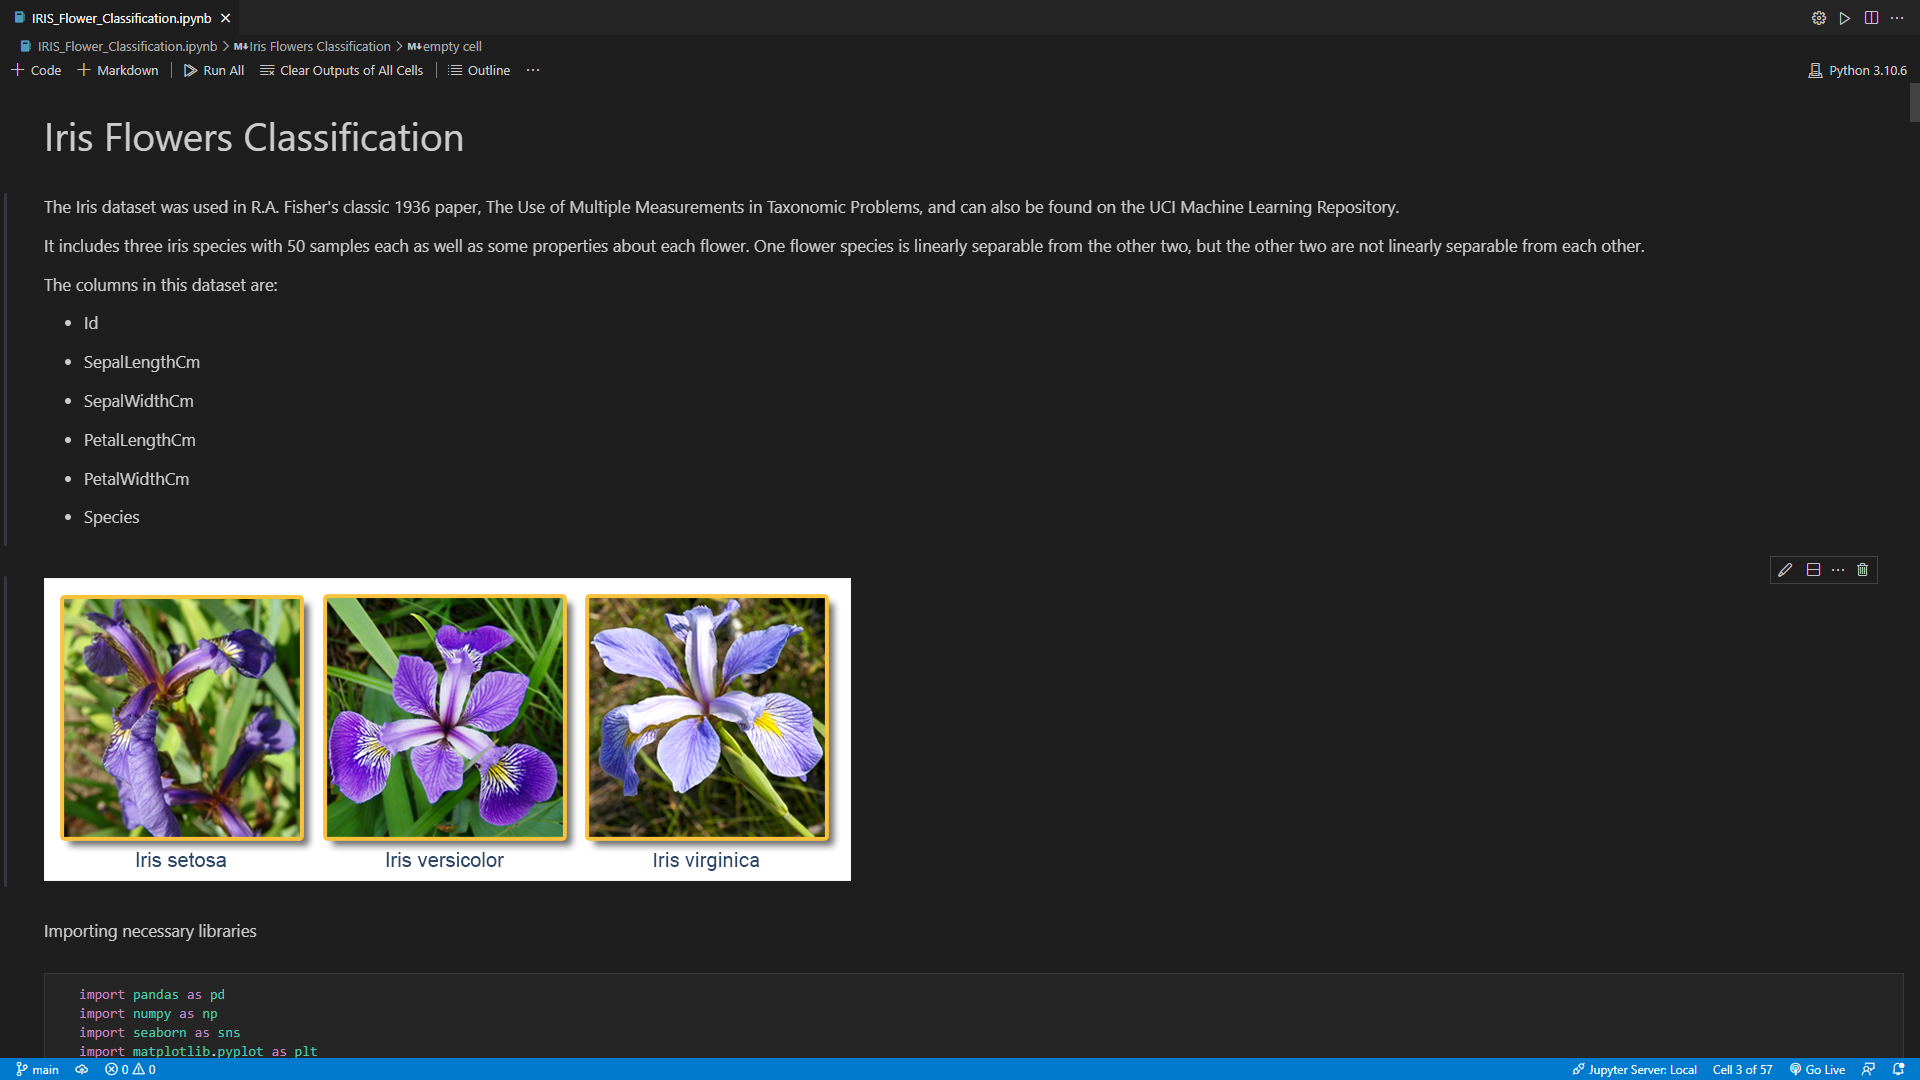 IRIS_Flower_Classification.ipynb
IRIS_Flower_Classification.ipynb > M↓Iris Flowers Classification > M↓empty cell
+ Code + Markdown | Run All Clear Outputs of All Cells | Outline ...
Python 3.10.6
Iris Flowers Classification
The Iris dataset was used in R.A. Fisher's classic 1936 paper, The Use of Multiple Measurements in Taxonomic Problems, and can also be found on the UCI Machine Learning Repository.
It includes three iris species with 50 samples each as well as some properties about each flower. One flower species is linearly separable from the other two, but the other two are not linearly separable from each other.
The columns in this dataset are:
• Id
• SepalLengthCm
• SepalWidthCm
• PetalLengthCm
• PetalWidthCm
• Species
Iris setosa Iris versicolor Iris virginica
Importing necessary libraries
import pandas as pd
import numpy as np
import seaborn as sns
import matplotlib.pyplot as plt
main 0 0 Jupyter Server: Local Cell 3 of 57 Go Live